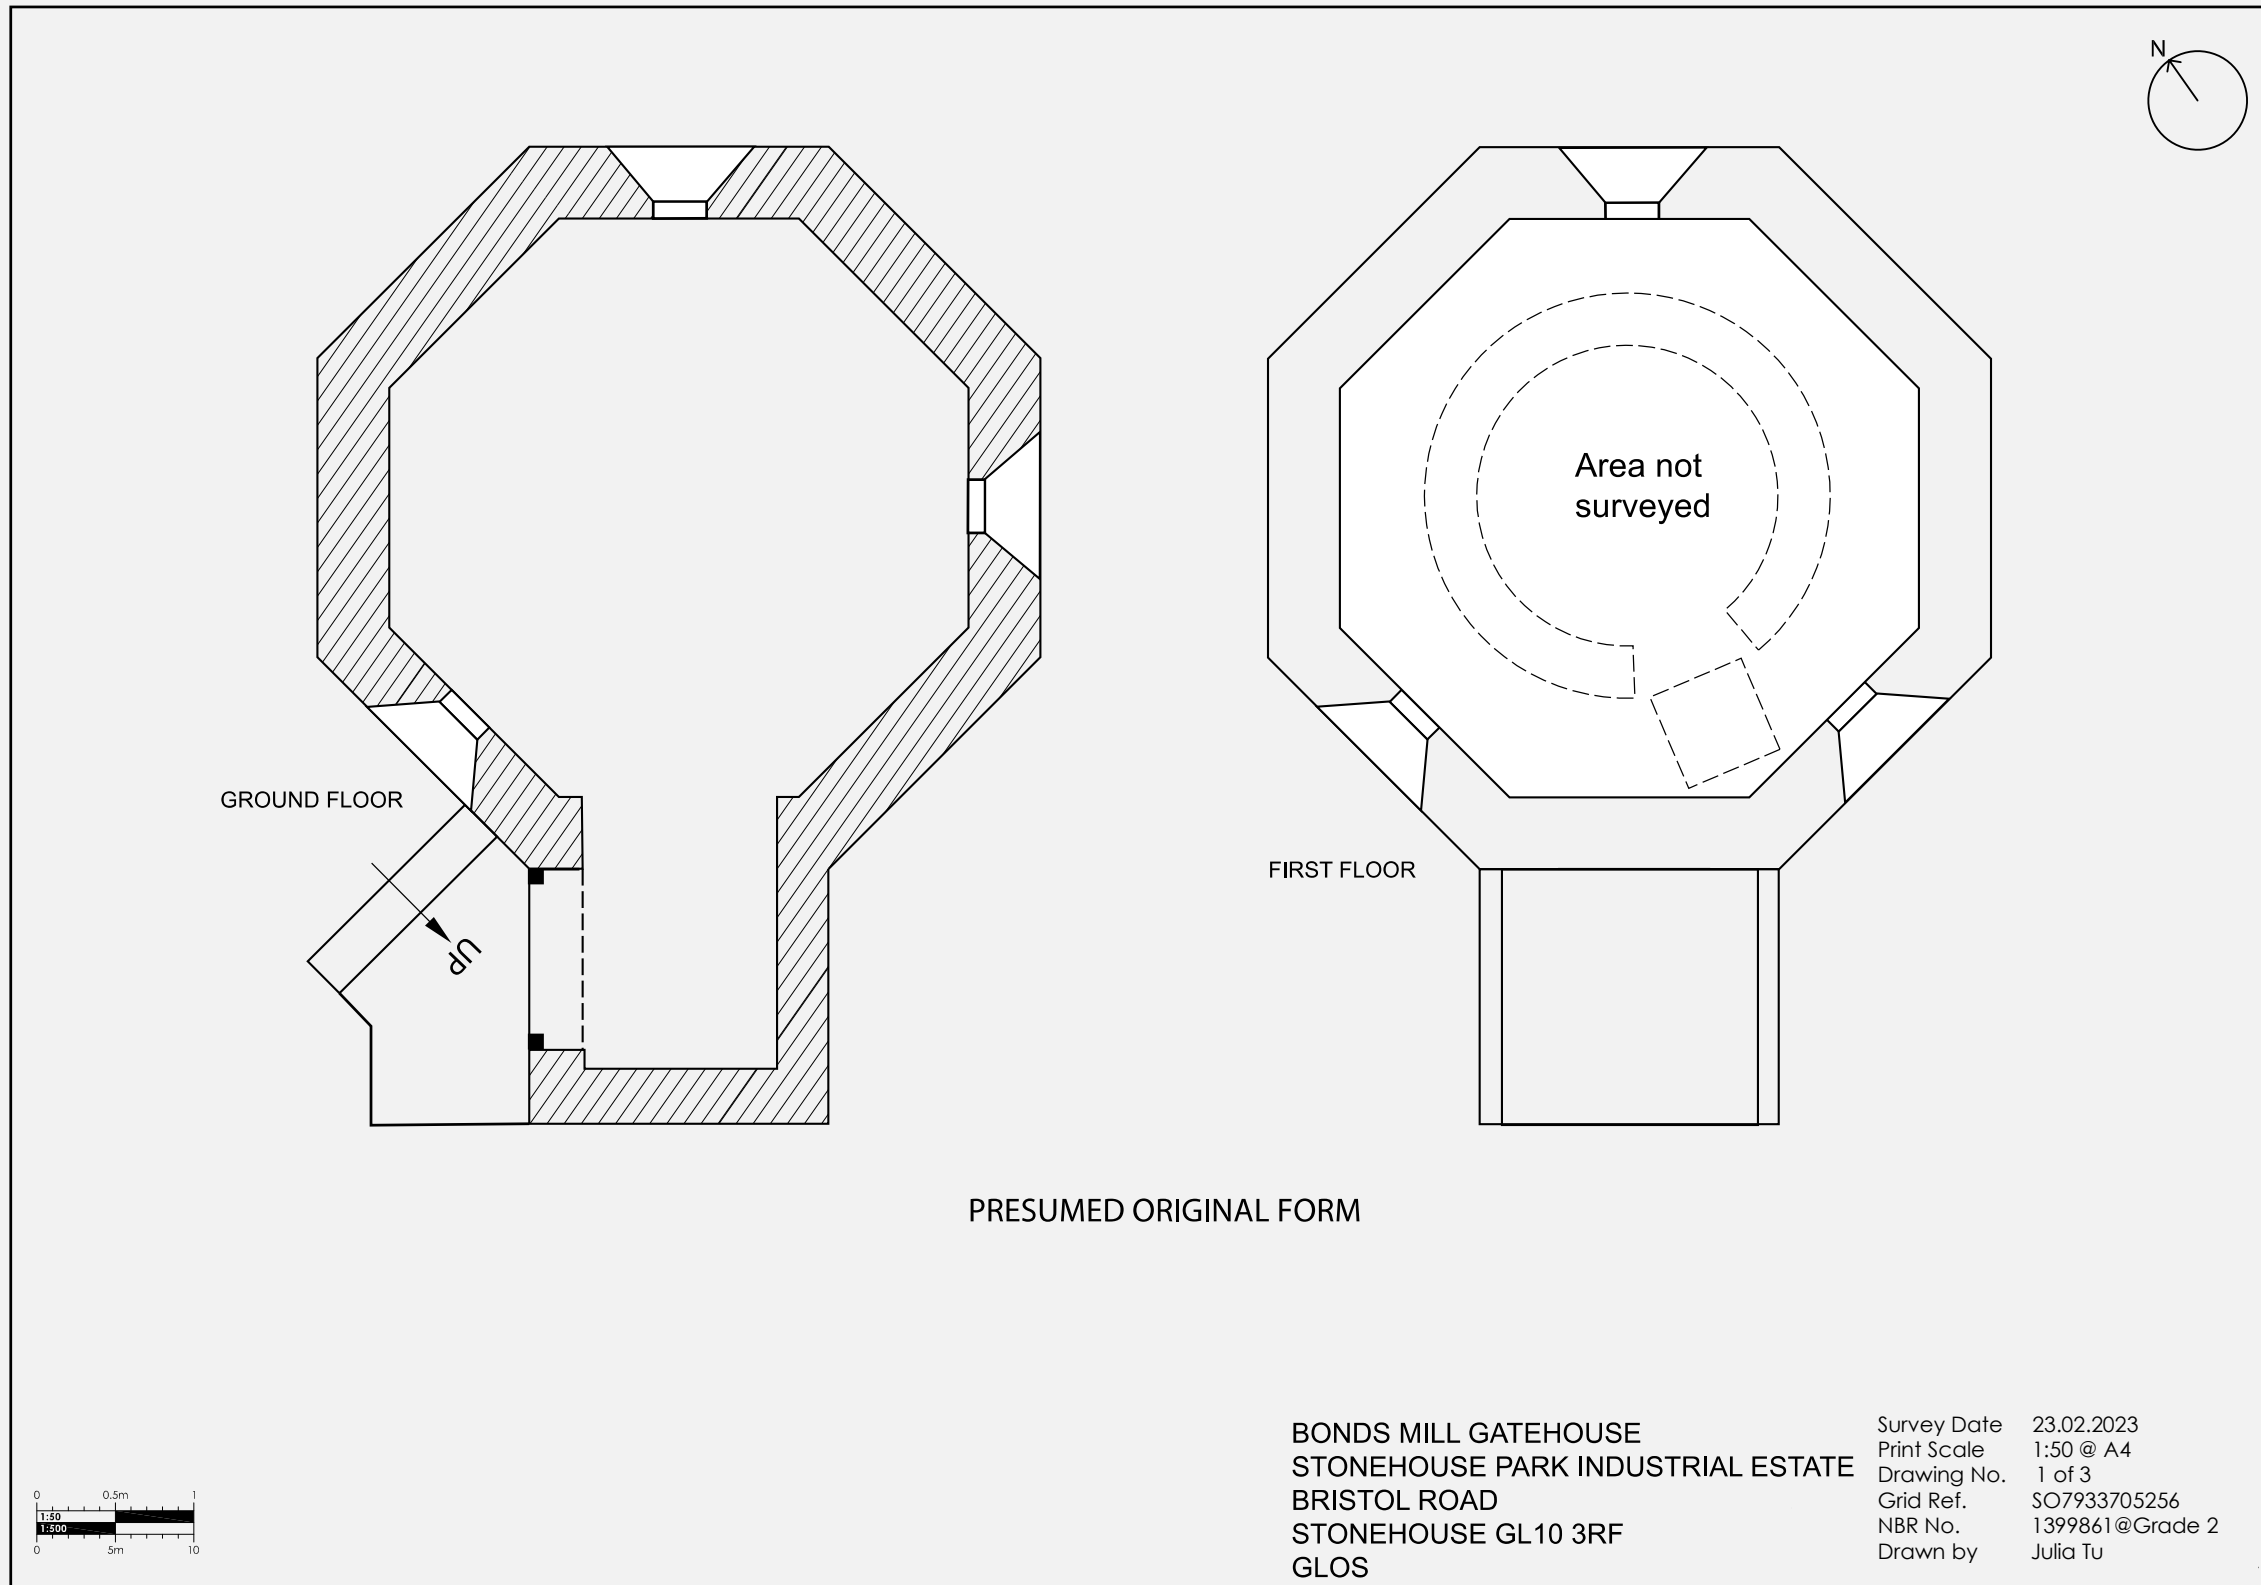 N
Area not
surveyed
GROUND FLOOR
UP
FIRST FLOOR
PRESUMED ORIGINAL FORM
BONDS MILL GATEHOUSE
STONEHOUSE PARK INDUSTRIAL ESTATE
BRISTOL ROAD
STONEHOUSE GL10 3RF
GLOS
Survey Date 23.02.2023
Print Scale 1:50 @ A4
Drawing No. 1 of 3
Grid Ref. SO7933705256
NBR No. 1399861@Grade 2
Drawn by Julia Tu
0 0.5m 1
1:50
1:500
0 5m 10